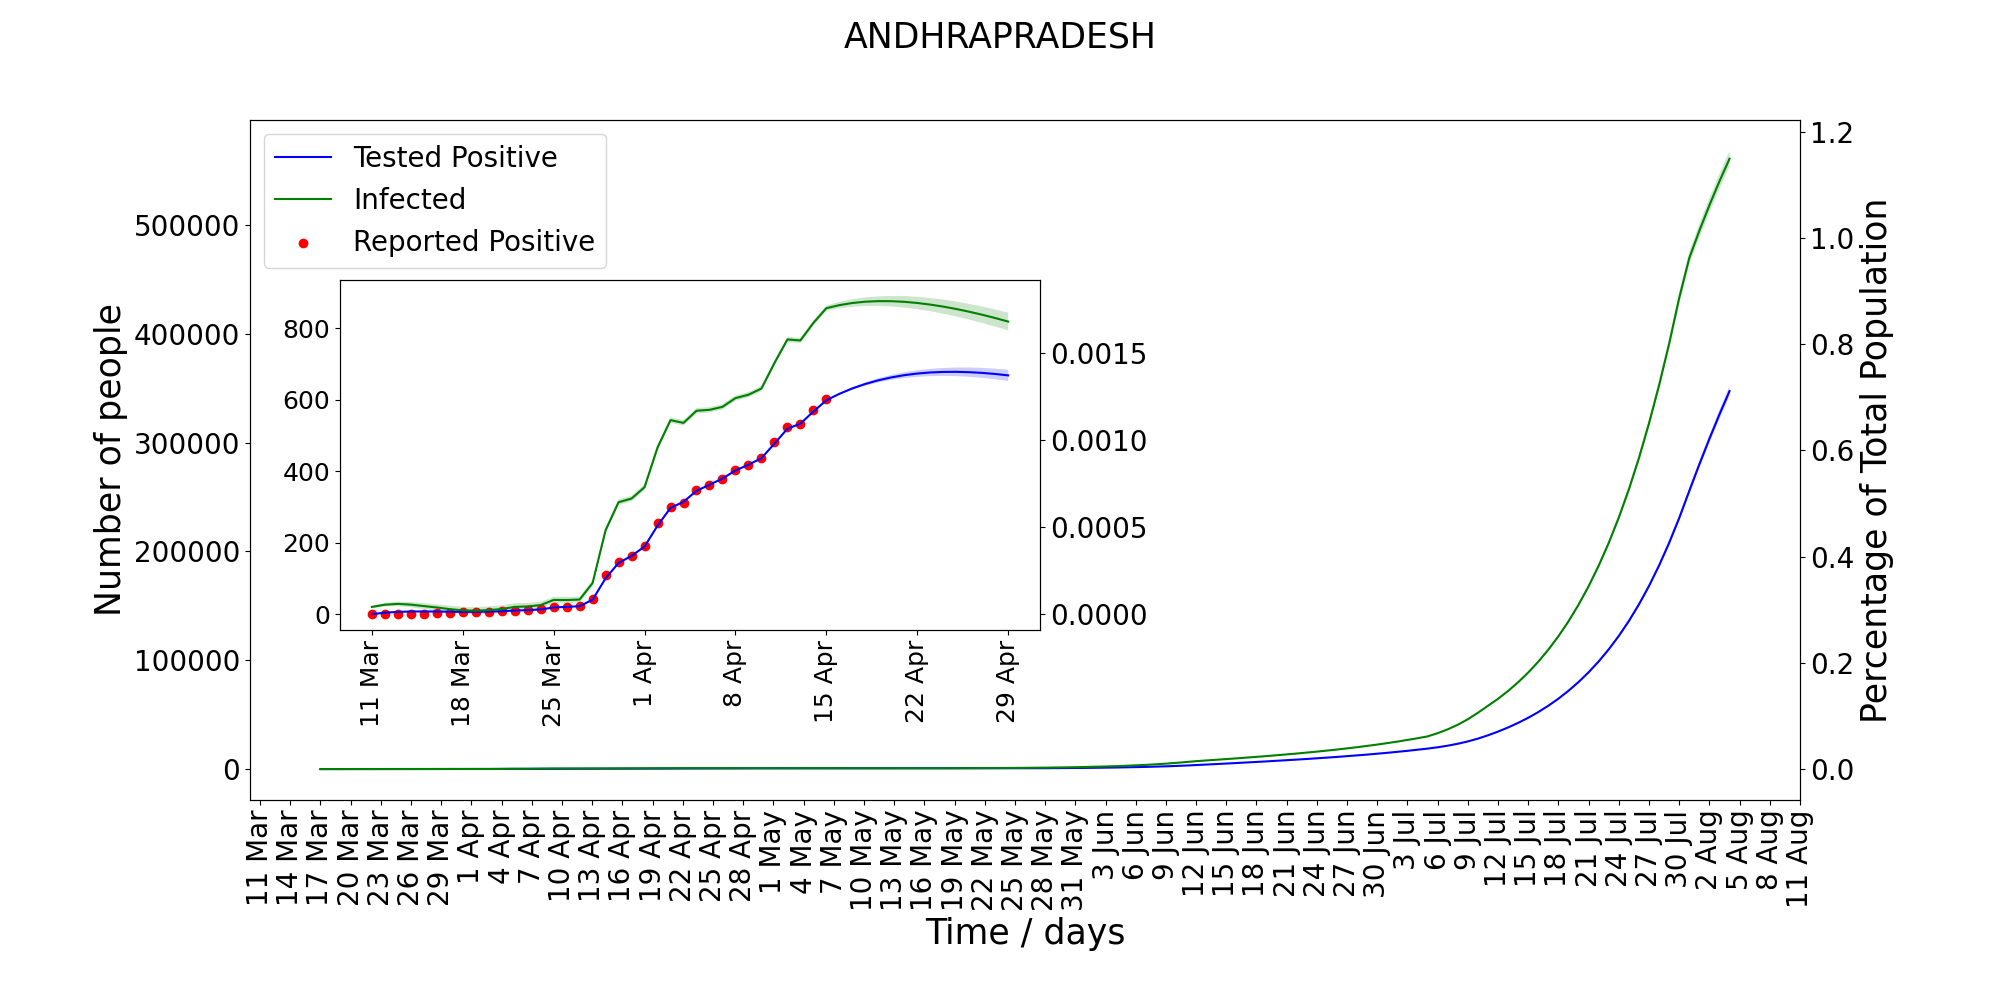 ANDHRAPRADESH
Tested Positive
Infected
Reported Positive
Number of people
500000
400000
300000
200000
100000
0
800
600
400
200
0
0.0015
0.0010
0.0005
0.0000
11 Mar
18 Mar
25 Mar
1 Apr
8 Apr
15 Apr
22 Apr
29 Apr
1.2
1.0
0.8
0.6
0.4
0.2
0.0
Percentage of Total Population
11 Mar
14 Mar
17 Mar
20 Mar
23 Mar
26 Mar
29 Mar
1 Apr
4 Apr
7 Apr
10 Apr
13 Apr
16 Apr
19 Apr
22 Apr
25 Apr
28 Apr
1 May
4 May
7 May
10 May
13 May
16 May
19 May
22 May
25 May
28 May
31 May
3 Jun
6 Jun
9 Jun
12 Jun
15 Jun
18 Jun
21 Jun
24 Jun
27 Jun
30 Jun
3 Jul
6 Jul
9 Jul
12 Jul
15 Jul
18 Jul
21 Jul
24 Jul
27 Jul
30 Jul
2 Aug
5 Aug
8 Aug
11 Aug
Time / days